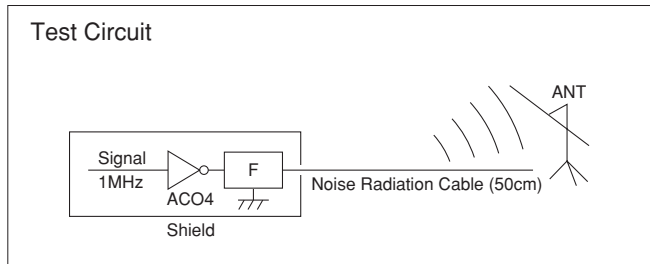 Test Circuit
ANT
Signal
1MHz
F
ACO4
Noise Radiation Cable (50cm)
Shield